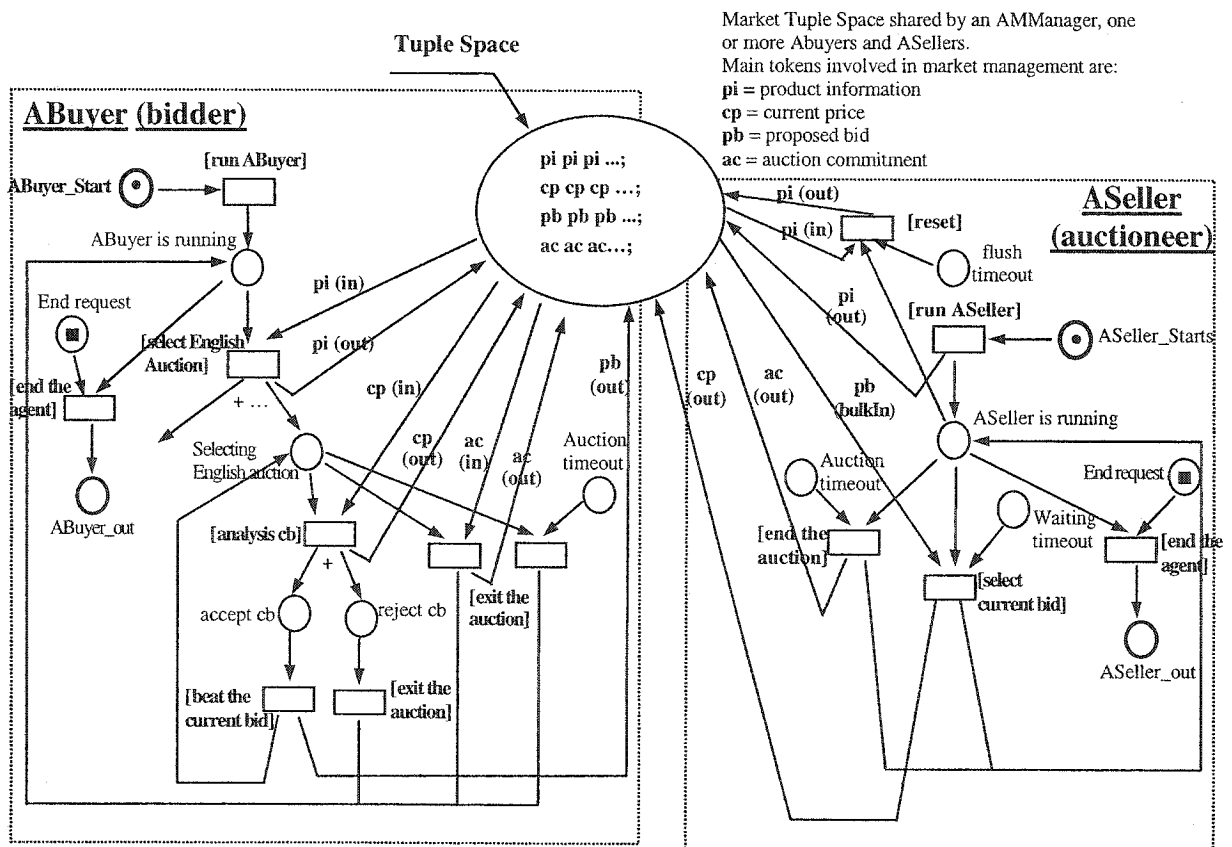 Market Tuple Space shared by an AMManager, one
or more Abuyers and ASellers.
Main tokens involved in market management are:
pi = product information
cp = current price
pb = proposed bid
ac = auction commitment
Tuple Space
pi pi pi ...;
cp cp cp ...;
pb pb pb ...;
ac ac ac...;
ABuyer (bidder)
[run ABuyer]
ABuyer_Start
ABuyer is running
End request
[select English
Auction]
[end the
agent]
+ ...
Selecting
English auction
ABuyer_out
[analysis cb]
+
accept cb
reject cb
[beat the
current bid]
[exit the
auction]
[exit the
auction]
Auction
timeout
pi (in)
pi (out)
cp (in)
cp
(out)
ac
(in)
ac
(out)
pb
(out)
ASeller
(auctioneer)
pi (out)
pi (in)
[reset]
flush
timeout
pi
(out)
[run ASeller]
ASeller_Starts
cp
(out)
ac
(out)
pb
(bulkIn)
ASeller is running
Auction
timeout
End request
Waiting
timeout
[end the
auction]
[end the
agent]
[select
current bid]
ASeller_out